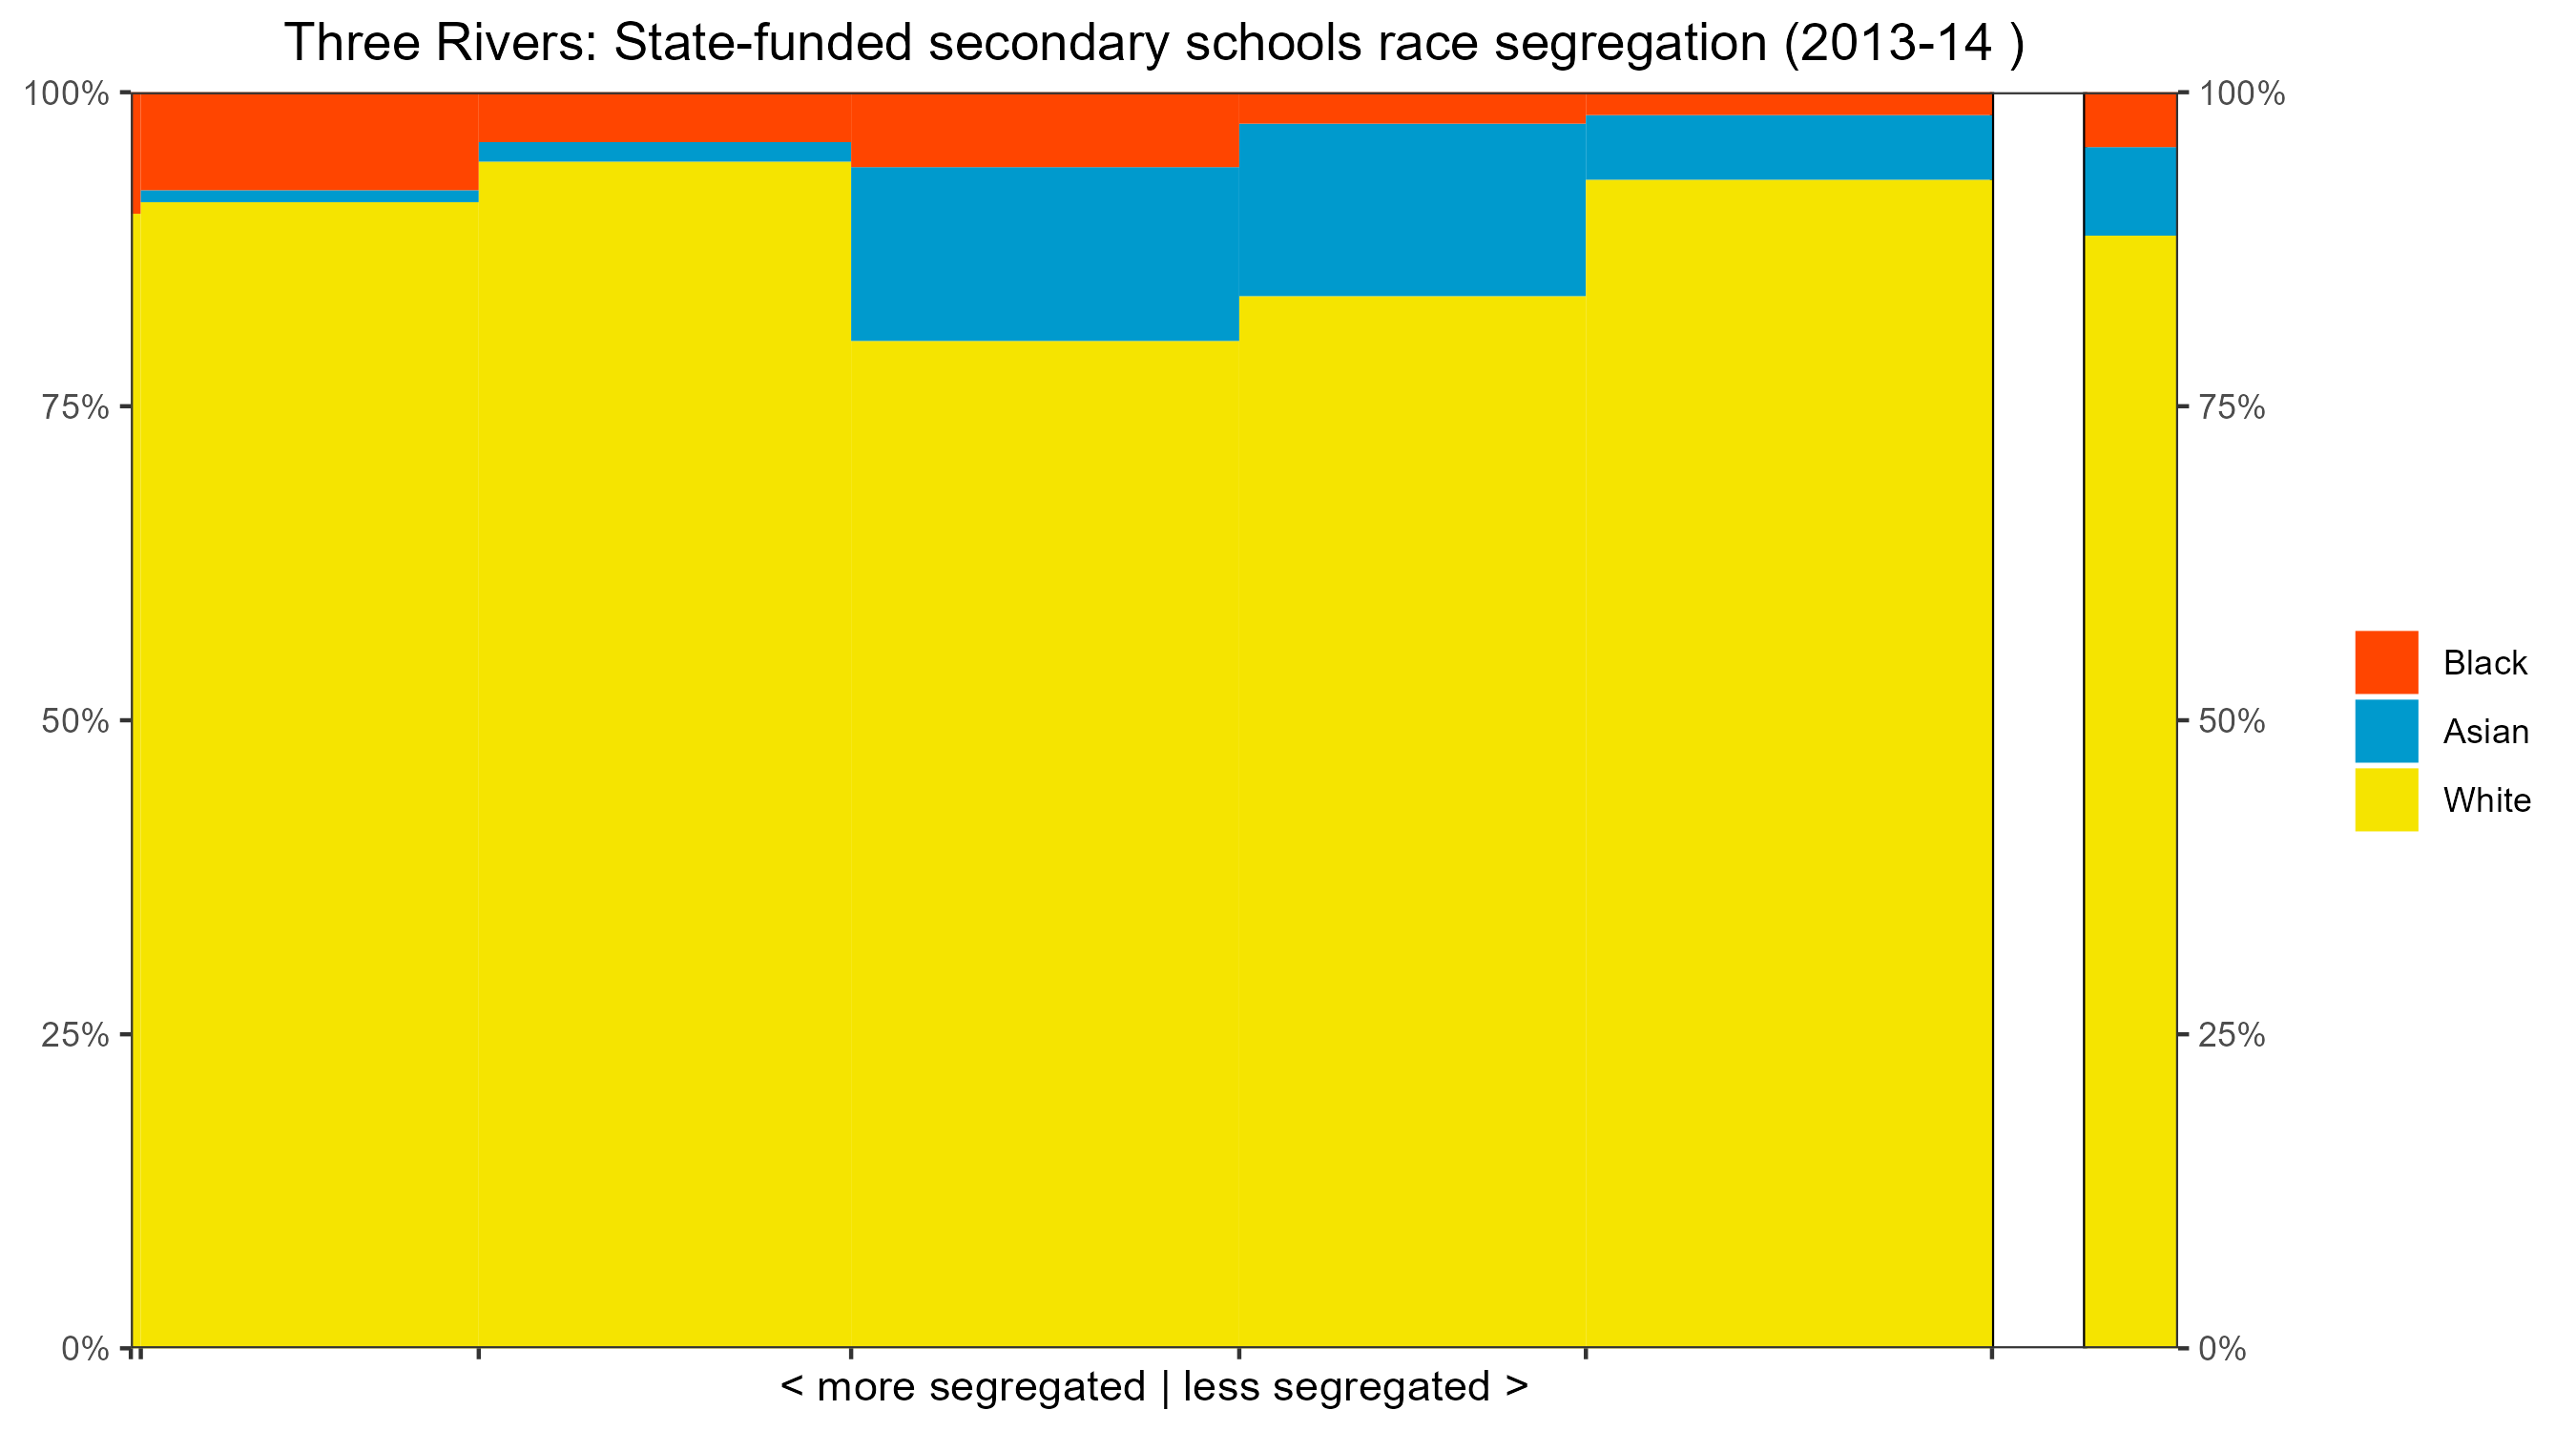 Three Rivers: State-funded secondary schools race segregation (2013-14 )
100%
75%
50%
25%
0%
100%
75%
50%
25%
0%
Black
Asian
White
< more segregated | less segregated >